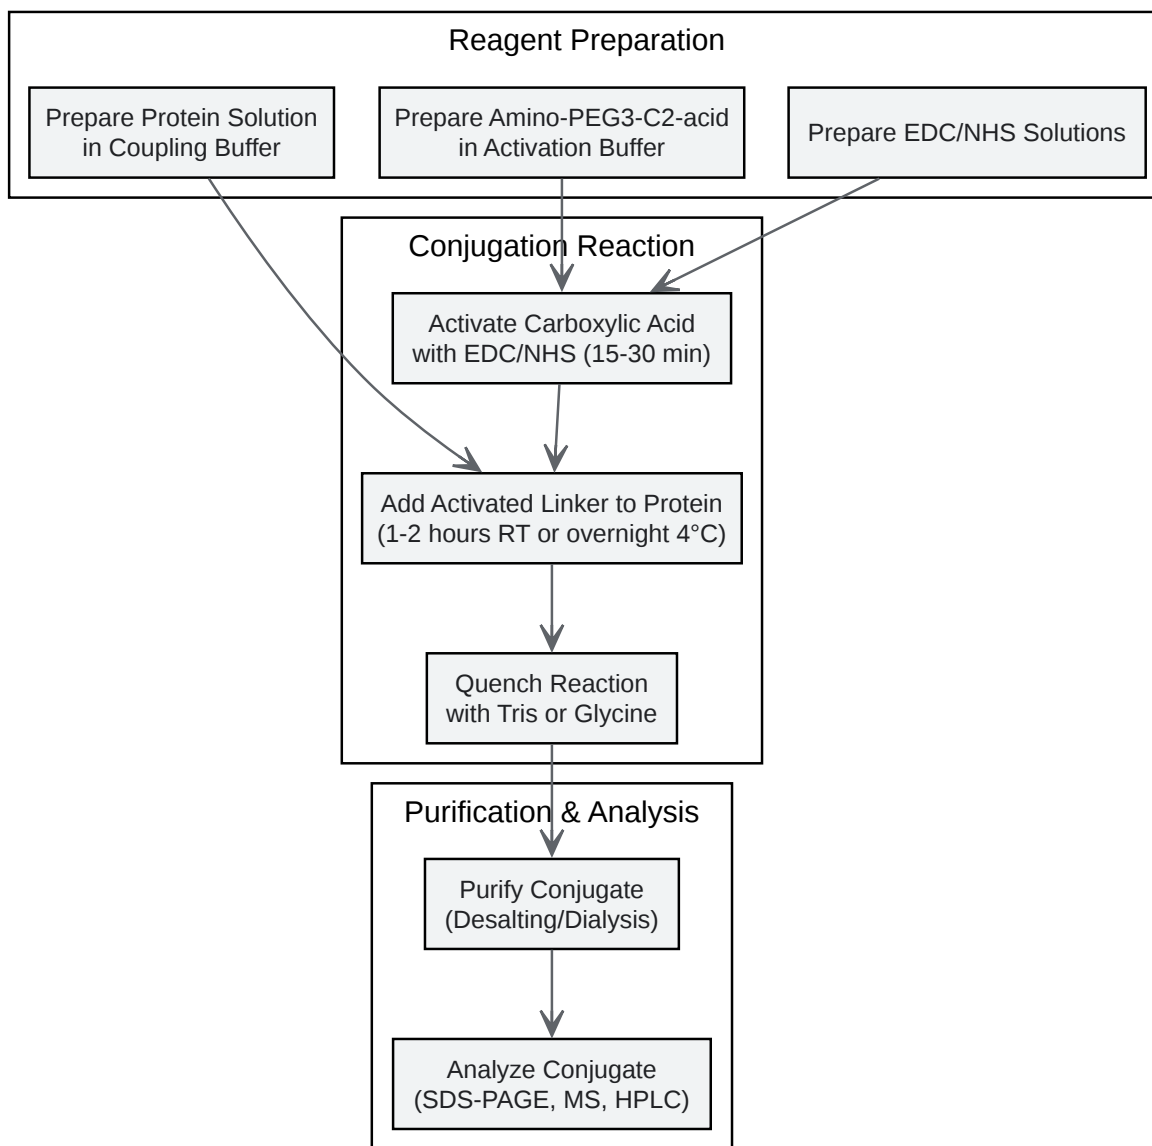 Reagent Preparation
Prepare Protein Solution
in Coupling Buffer
Prepare Amino-PEG3-C2-acid
in Activation Buffer
Prepare EDC/NHS Solutions
Conjugation Reaction
Activate Carboxylic Acid
with EDC/NHS (15-30 min)
Add Activated Linker to Protein
(1-2 hours RT or overnight 4°C)
Quench Reaction
with Tris or Glycine
Purification & Analysis
Purify Conjugate
(Desalting/Dialysis)
Analyze Conjugate
(SDS-PAGE, MS, HPLC)